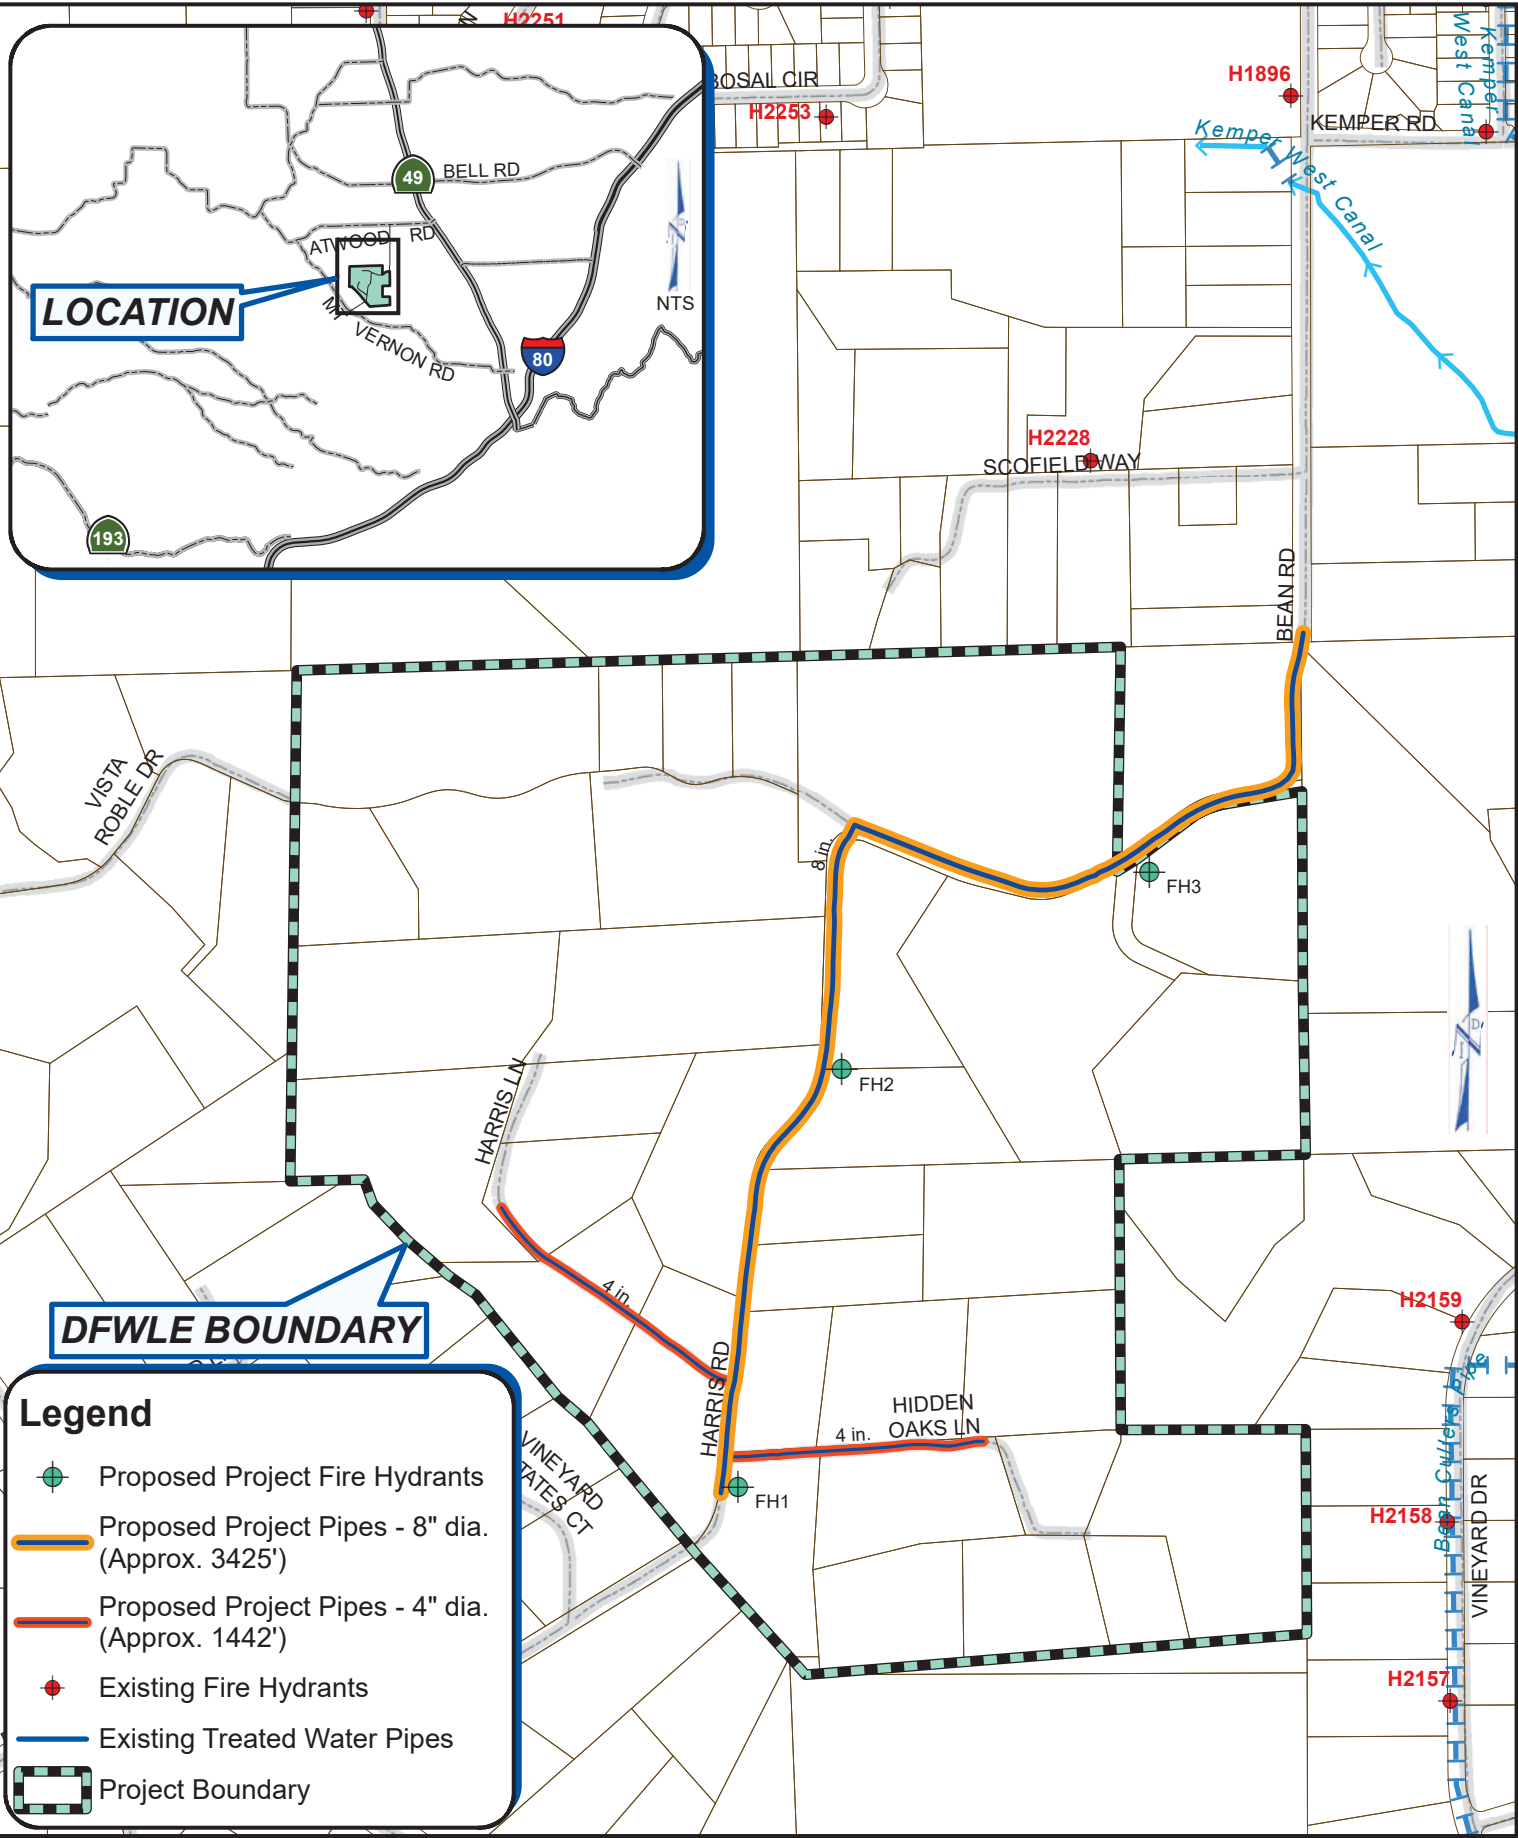 H2251
BOSAL CIR
H2253
H1896
KEMPER RD
Kemper
West Canal
Kemper West Canal
49
BELL RD
ATWOOD RD
LOCATION
MT VERNON RD
NTS
80
193
H2228
SCOFIELD WAY
BEAN RD
VISTA
ROBLE DR
8 in.
FH3
FH2
HARRIS LN
4 in.
DFWLE BOUNDARY
HARRIS RD
HIDDEN
OAKS LN
4 in.
FH1
VINEYARD
TATES CT
H2159
Bean Cullers Pipe
H2158
VINEYARD DR
H2157
Legend
Proposed Project Fire Hydrants
Proposed Project Pipes - 8" dia.
(Approx. 3425')
Proposed Project Pipes - 4" dia.
(Approx. 1442')
Existing Fire Hydrants
Existing Treated Water Pipes
Project Boundary